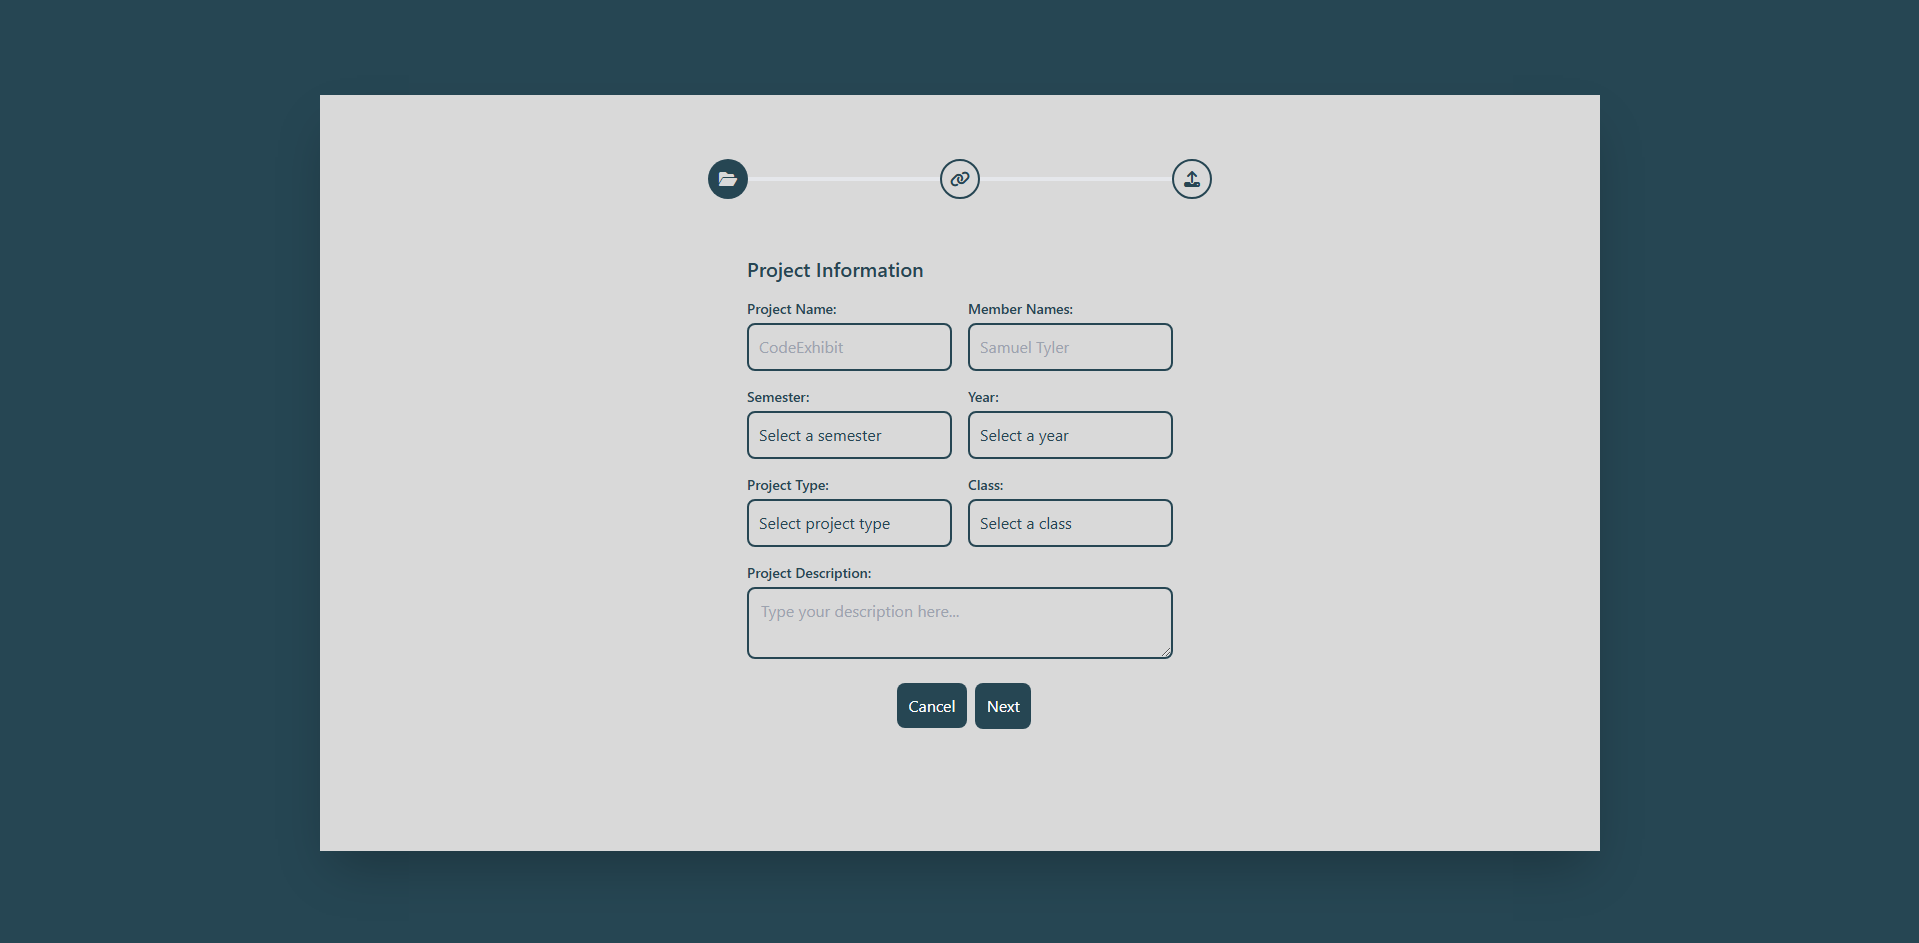 Project Information
Project Name: Member Names:
CodeExhibit Samuel Tyler
Semester: Year:
Select a semester Select a year
Project Type: Class:
Select project type Select a class
Project Description:
Type your description here...
Cancel Next